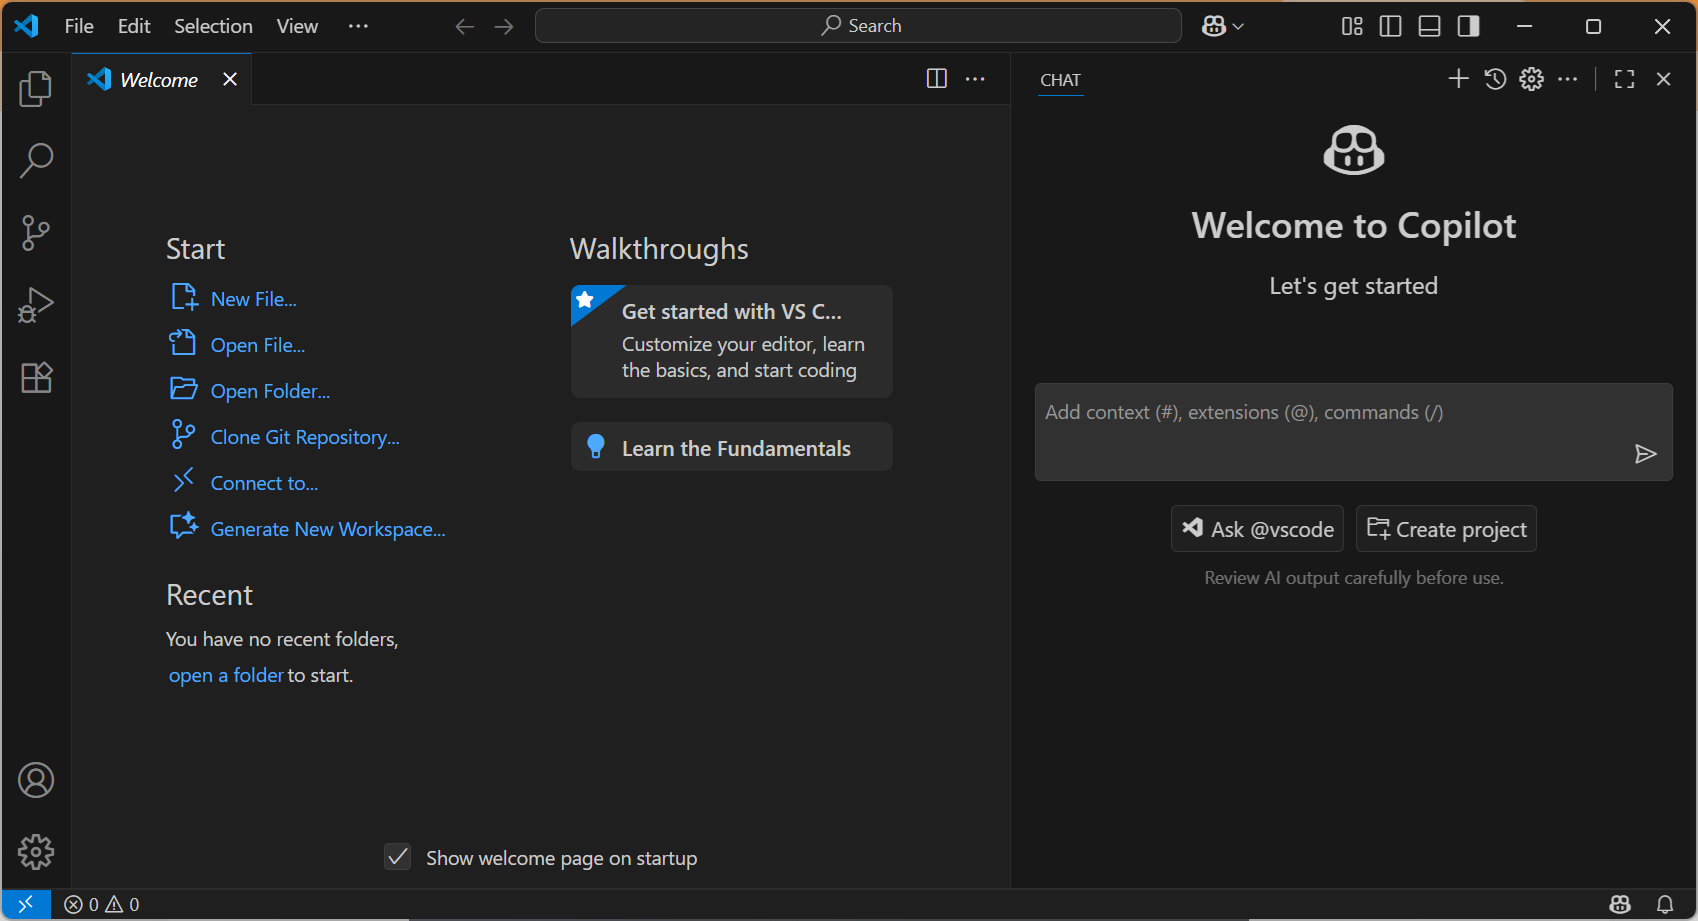 File Edit Selection View ···
Search
Welcome
CHAT
Start
New File...
Open File...
Open Folder...
Clone Git Repository...
Connect to...
Generate New Workspace...
Recent
You have no recent folders,
open a folder to start.
Walkthroughs
Get started with VS C...
Customize your editor, learn
the basics, and start coding
Learn the Fundamentals
Show welcome page on startup
Welcome to Copilot
Let's get started
Add context (#), extensions (@), commands (/)
Ask @vscode Create project
Review AI output carefully before use.
0 0